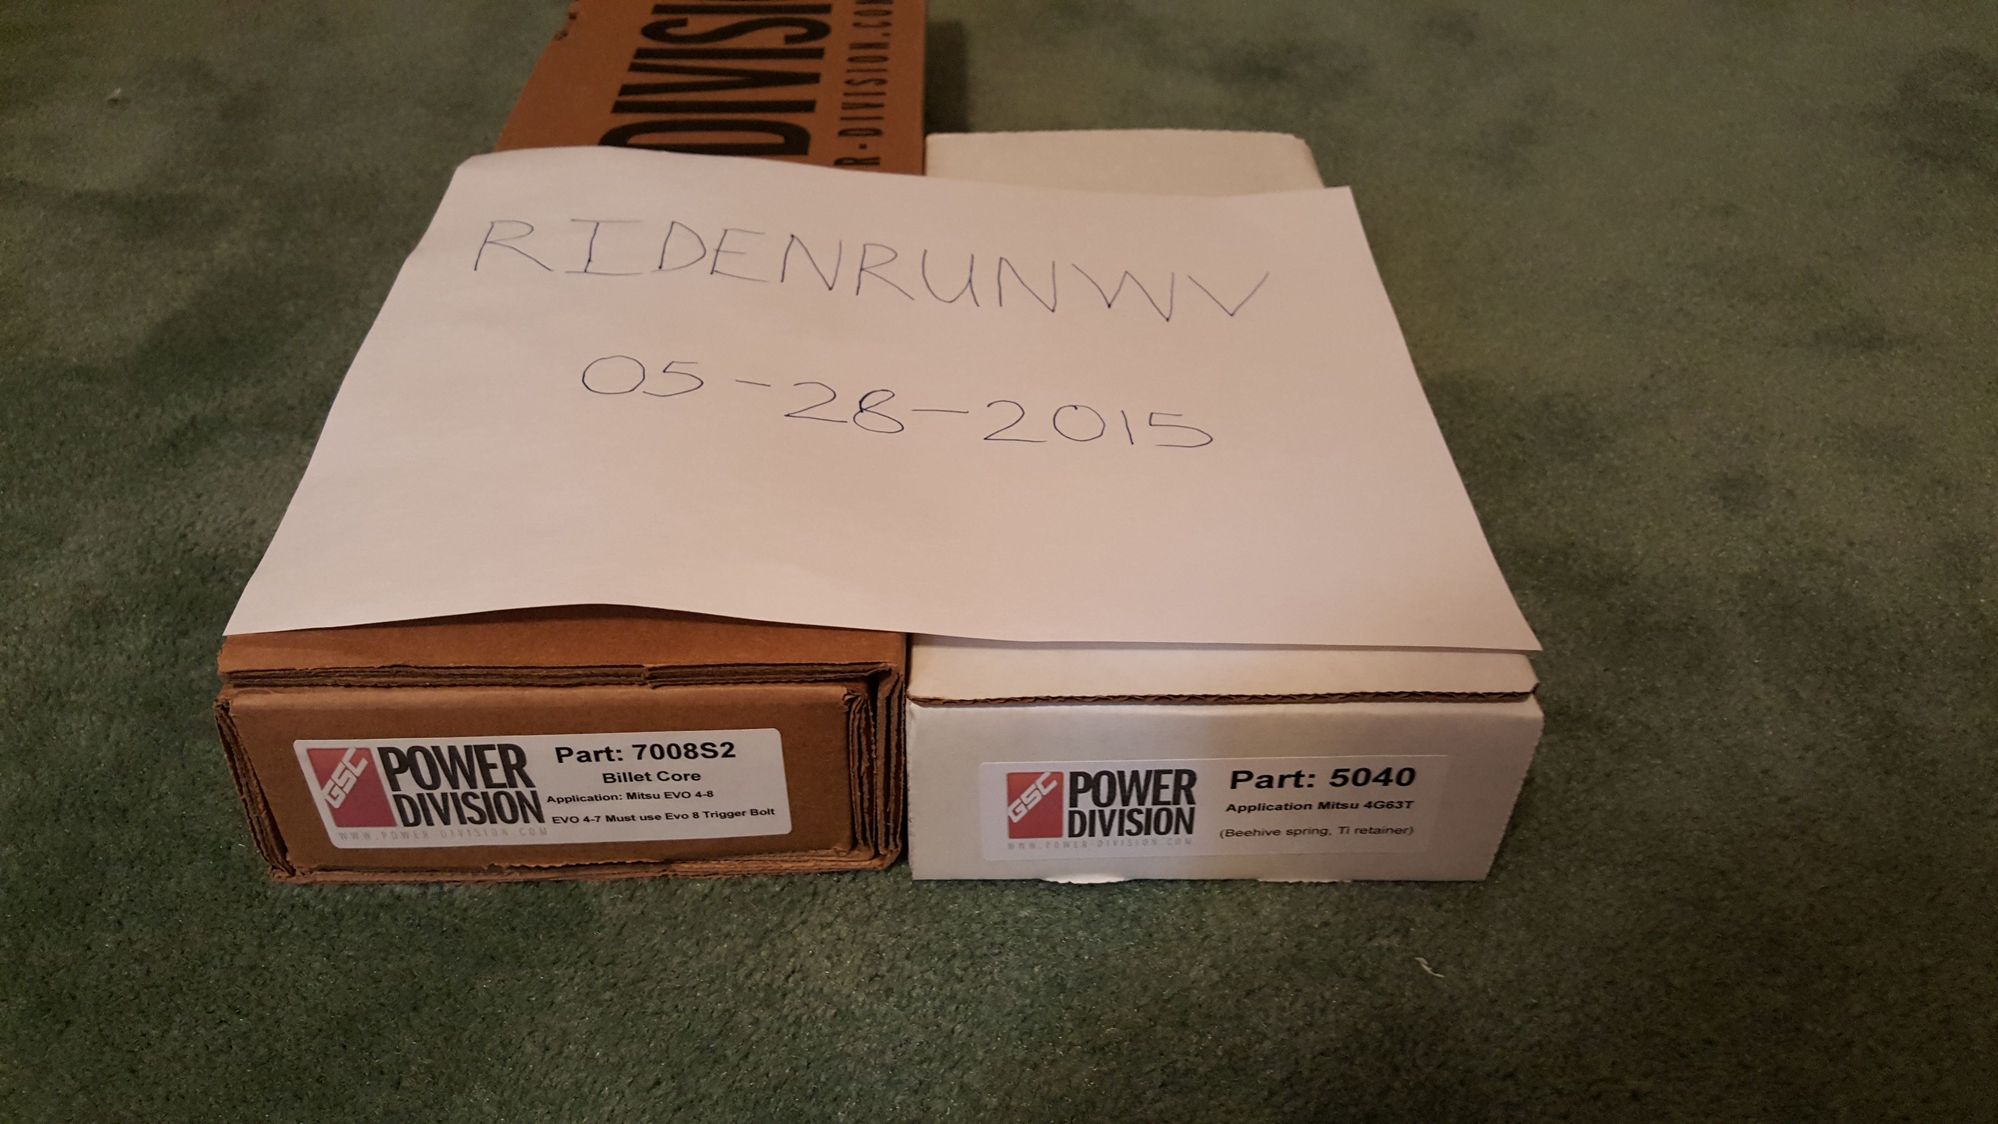 DIVISI
R-DIVISION.COM
RIDENRUNWV
05-28-2015
GSC
POWER
DIVISION
WWW.POWER-DIVISION.COM
Part: 7008S2
Billet Core
Application: Mitsu EVO 4-8
EVO 4-7 Must use Evo 8 Trigger Bolt
GSC
POWER
DIVISION
WWW.POWER-DIVISION.COM
Part: 5040
Application Mitsu 4G63T
(Beehive spring, Ti retainer)